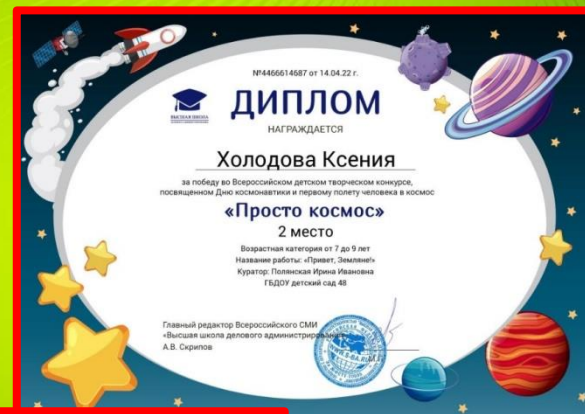 №4466614687 от 14.04.22 г.
ДИПЛОМ
ВЫСШАЯ ШКОЛА
НАГРАЖДАЕТСЯ
Холодова Ксения
за победу во Всероссийском детском творческом конкурсе,
посвященном Дню космонавтики и первому полету человека в космос
«Просто космос»
2 место
Возрастная категория от 7 до 9 лет
Название работы: «Привет, Земляне!»
Куратор: Полянская Ирина Ивановна
ГБДОУ детский сад 48
Главный редактор Всероссийского СМИ
«Высшая школа делового администрирования»
А.В. Скрипов